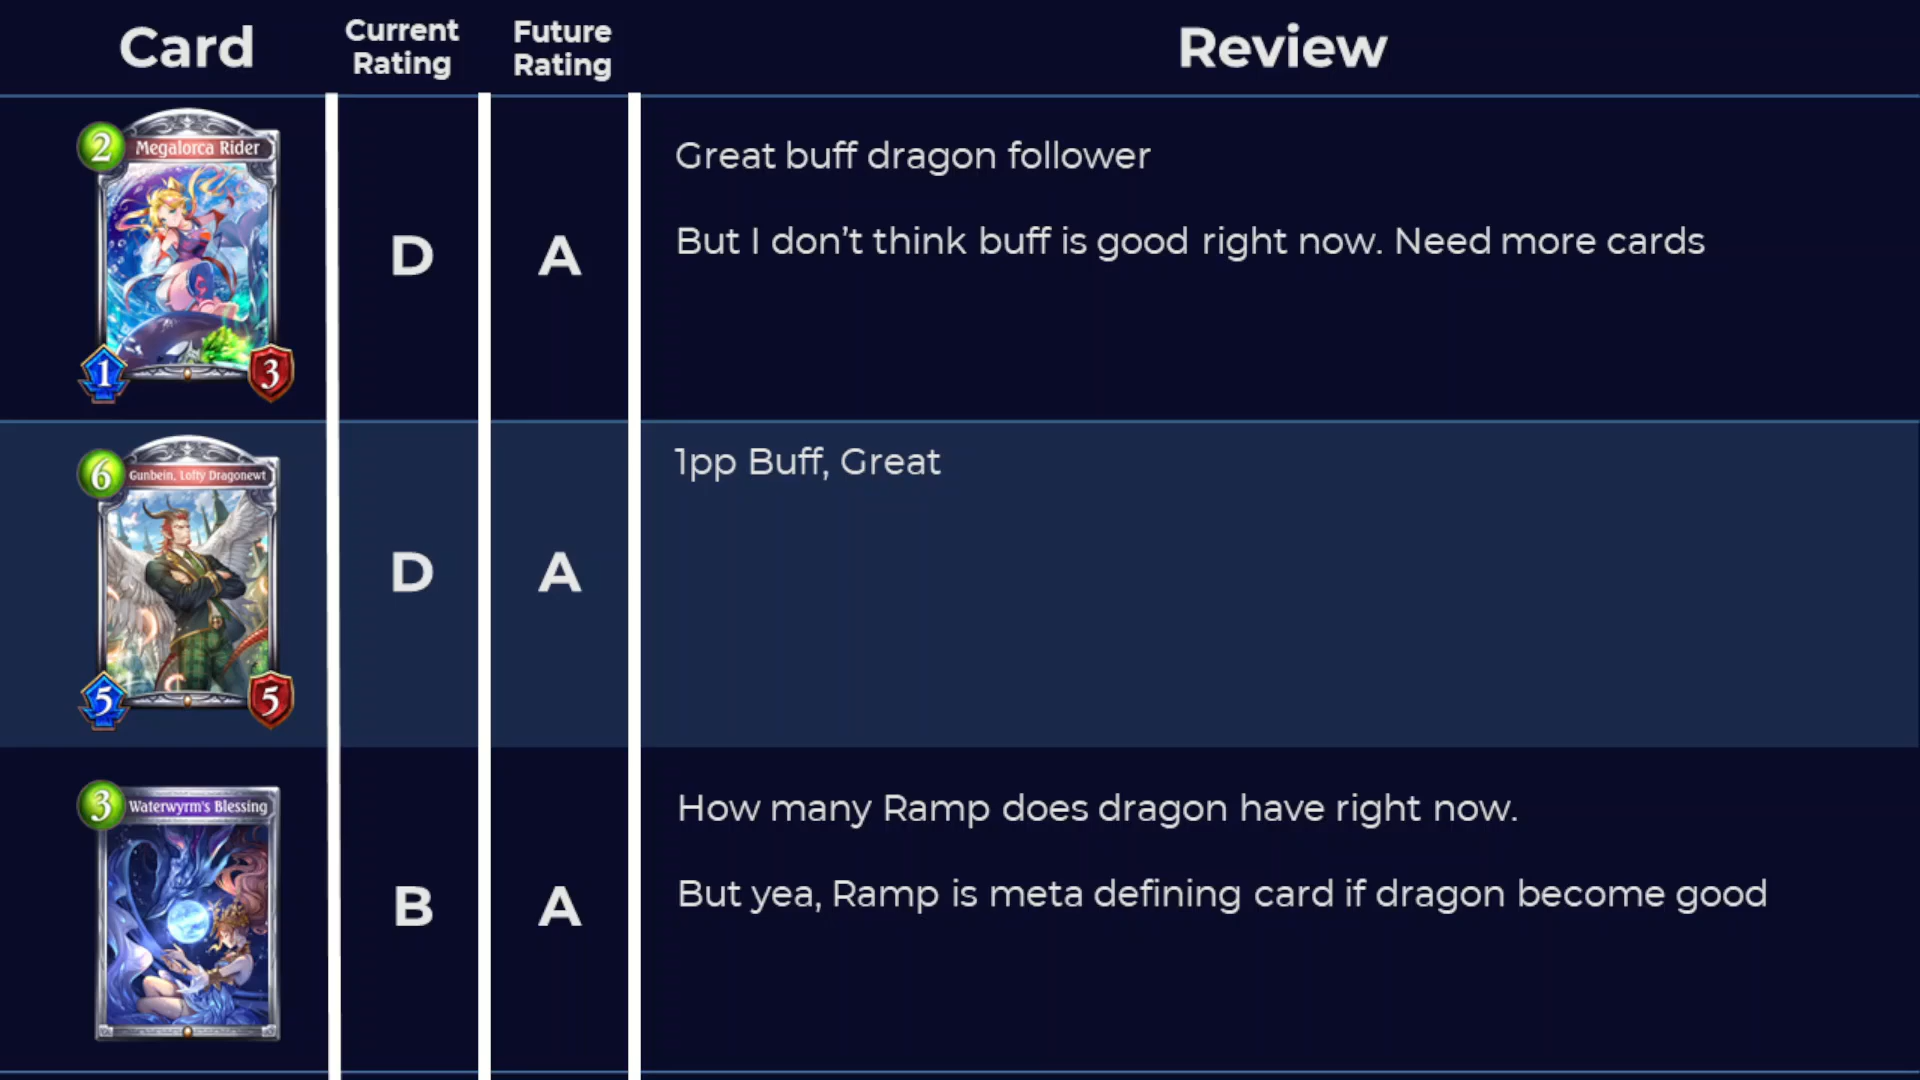 Card
Current
Rating
Future
Rating
Review
2
Megalorca Rider
1
3
D
A
Great buff dragon follower
But I don’t think buff is good right now. Need more cards
6
Gunbein, Lofty Dragonewt
5
5
D
A
1pp Buff, Great
3
Waterwyrm's Blessing
B
A
How many Ramp does dragon have right now.
But yea, Ramp is meta defining card if dragon become good